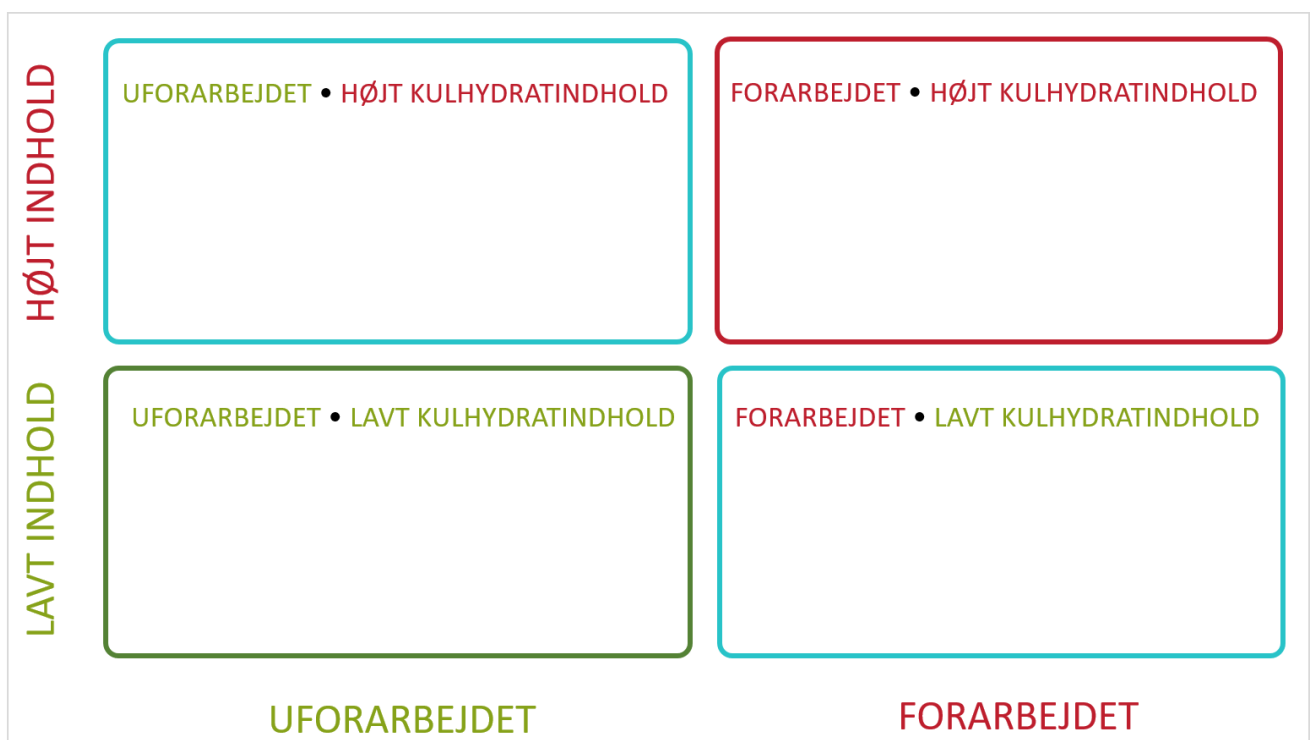 HØJT INDHOLD
UFORARBEJDET • HØJT KULHYDRATINDHOLD
FORARBEJDET • HØJT KULHYDRATINDHOLD
LAVT INDHOLD
UFORARBEJDET • LAVT KULHYDRATINDHOLD
FORARBEJDET • LAVT KULHYDRATINDHOLD
UFORARBEJDET
FORARBEJDET